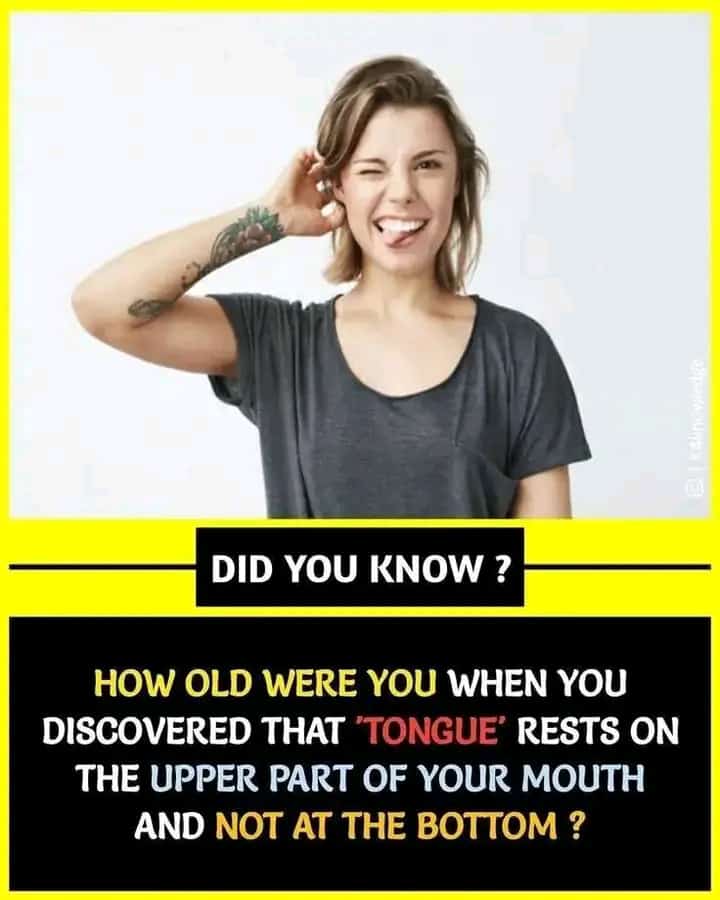 DID YOU KNOW ?
HOW OLD WERE YOU WHEN YOU
DISCOVERED THAT 'TONGUE' RESTS ON
THE UPPER PART OF YOUR MOUTH
AND NOT AT THE BOTTOM ?